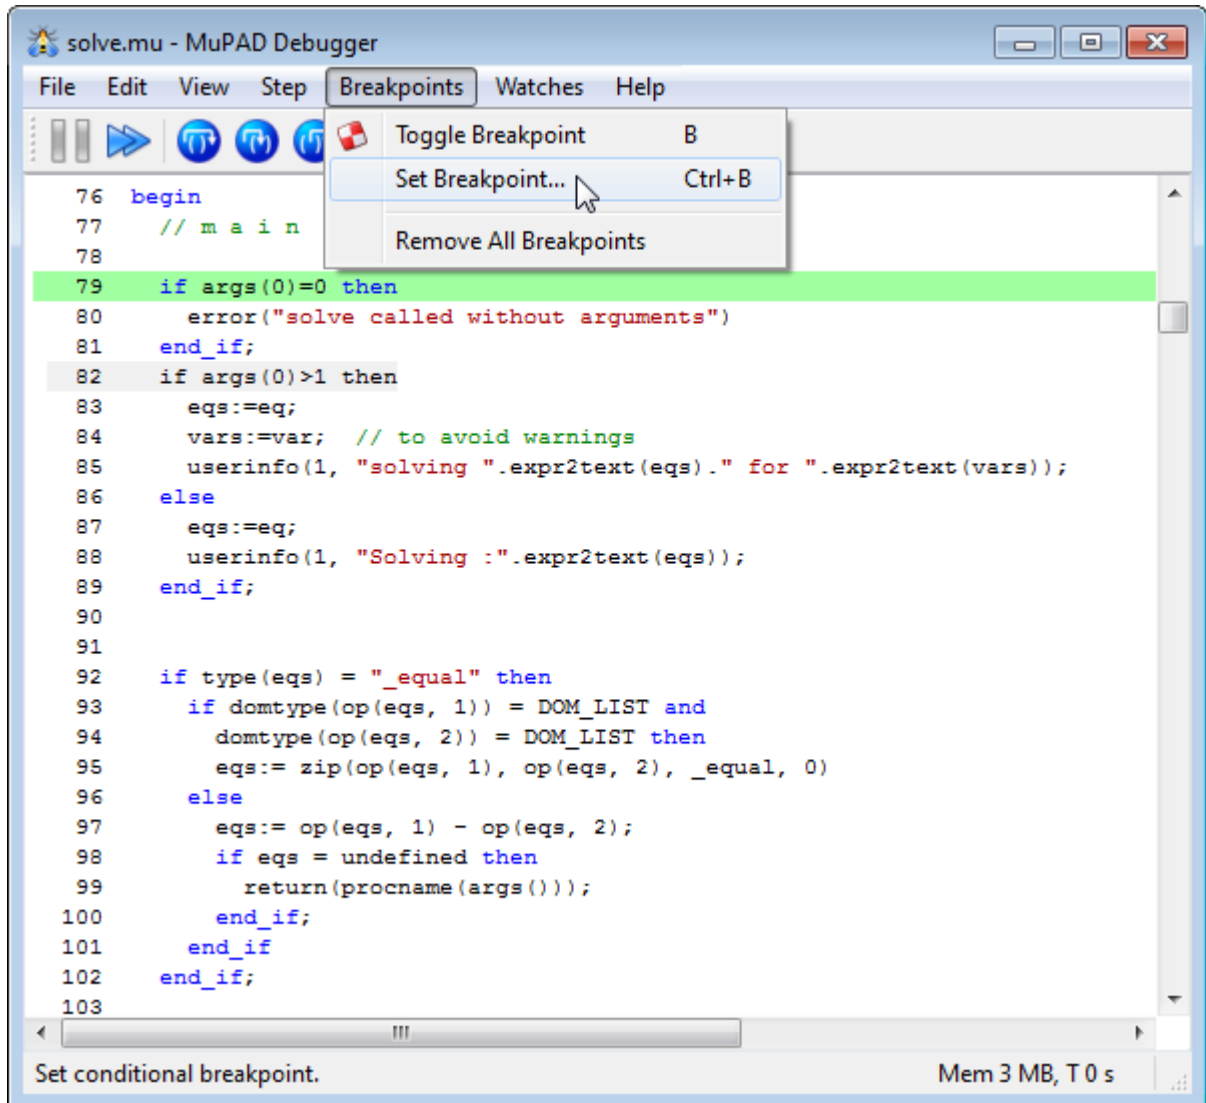 solve.mu - MuPAD Debugger
File Edit View Step Breakpoints Watches Help
Toggle Breakpoint B
Set Breakpoint... Ctrl+B
Remove All Breakpoints
76 begin
77 // m a i n
78
79 if args(0)=0 then
80 error("solve called without arguments")
81 end_if;
82 if args(0)>1 then
83 eqs:=eq;
84 vars:=var; // to avoid warnings
85 userinfo(1, "solving ".expr2text(eqs)." for ".expr2text(vars));
86 else
87 eqs:=eq;
88 userinfo(1, "Solving :".expr2text(eqs));
89 end_if;
90
91
92 if type(eqs) = "_equal" then
93 if domtype(op(eqs, 1)) = DOM_LIST and
94 domtype(op(eqs, 2)) = DOM_LIST then
95 eqs:= zip(op(eqs, 1), op(eqs, 2), _equal, 0)
96 else
97 eqs:= op(eqs, 1) - op(eqs, 2);
98 if eqs = undefined then
99 return(procname(args()));
100 end_if;
101 end_if
102 end_if;
103
Set conditional breakpoint. Mem 3 MB, T 0 s